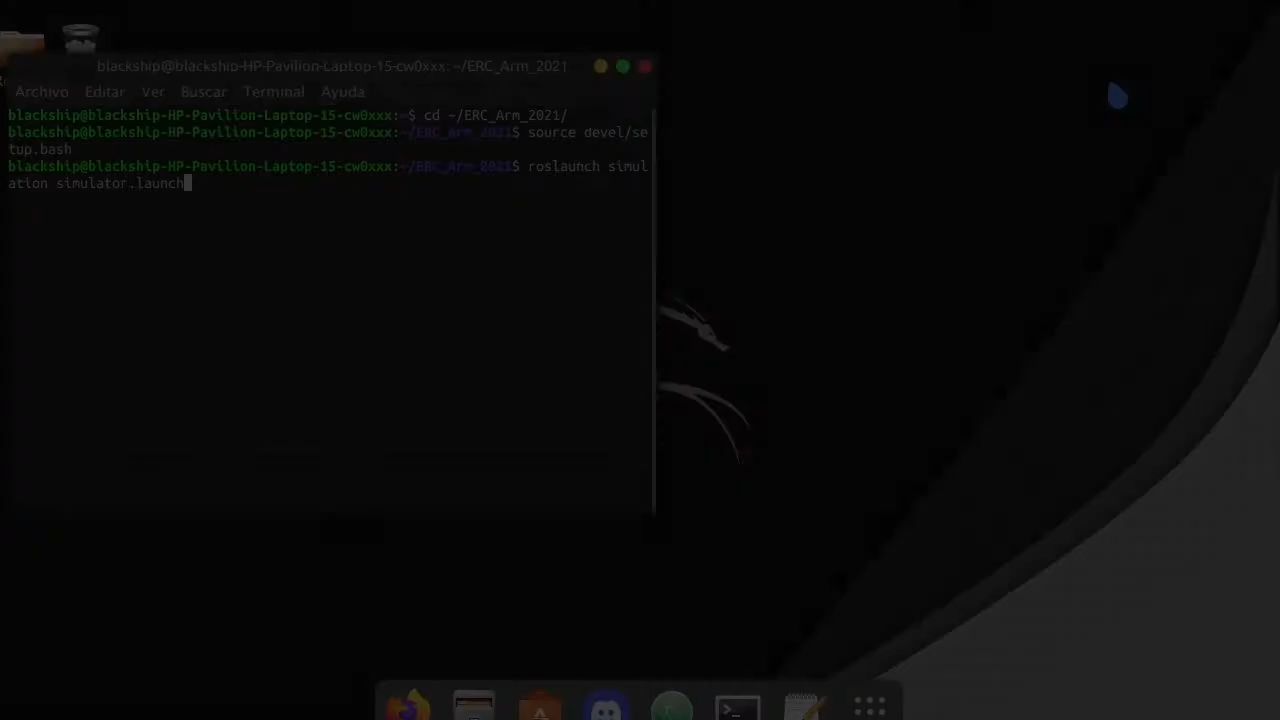 blackship@blackship-HP-Pavilion-Laptop-15-cw0xxx: ~/ERC_Arm_2021
Archivo Editar Ver Buscar Terminal Ayuda
blackship@blackship-HP-Pavilion-Laptop-15-cw0xxx:~$ cd ~/ERC_Arm_2021/
blackship@blackship-HP-Pavilion-Laptop-15-cw0xxx:~/ERC_Arm_2021$ source devel/se
tup.bash
blackship@blackship-HP-Pavilion-Laptop-15-cw0xxx:~/ERC_Arm_2021$ roslaunch simul
ation simulator.launch